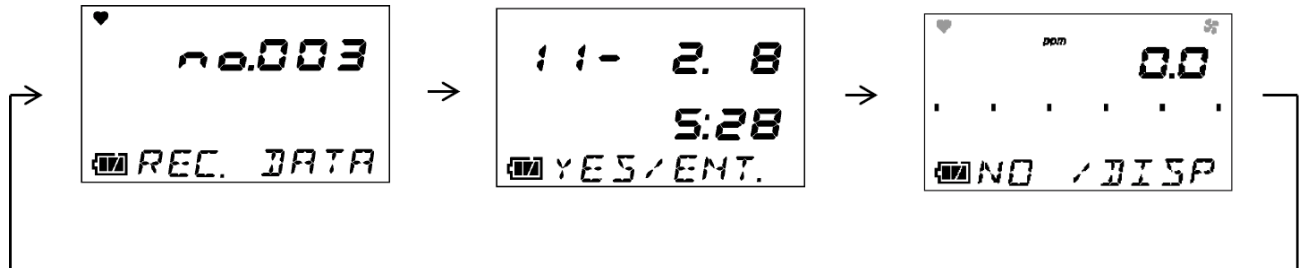 no.003
REC. DATA
11- 2. 8
5:28
YES/ENT.
ppm
0.0
NO /DISP